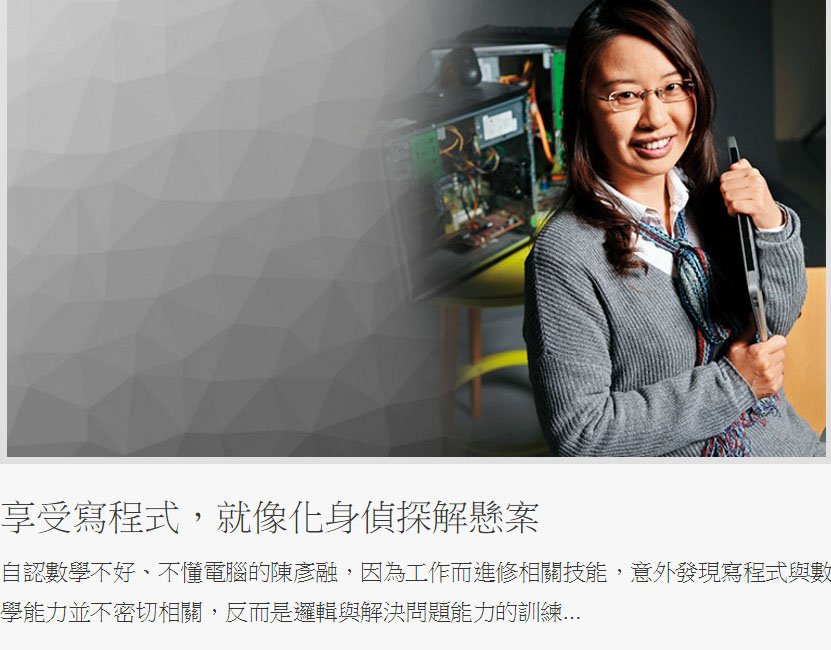 享受寫程式，就像化身偵探解懸案
自認數學不好、不懂電腦的陳彥融，因為工作而進修相關技能，意外發現寫程式與數
學能力並不密切相關，反而是邏輯與解決問題能力的訓練...